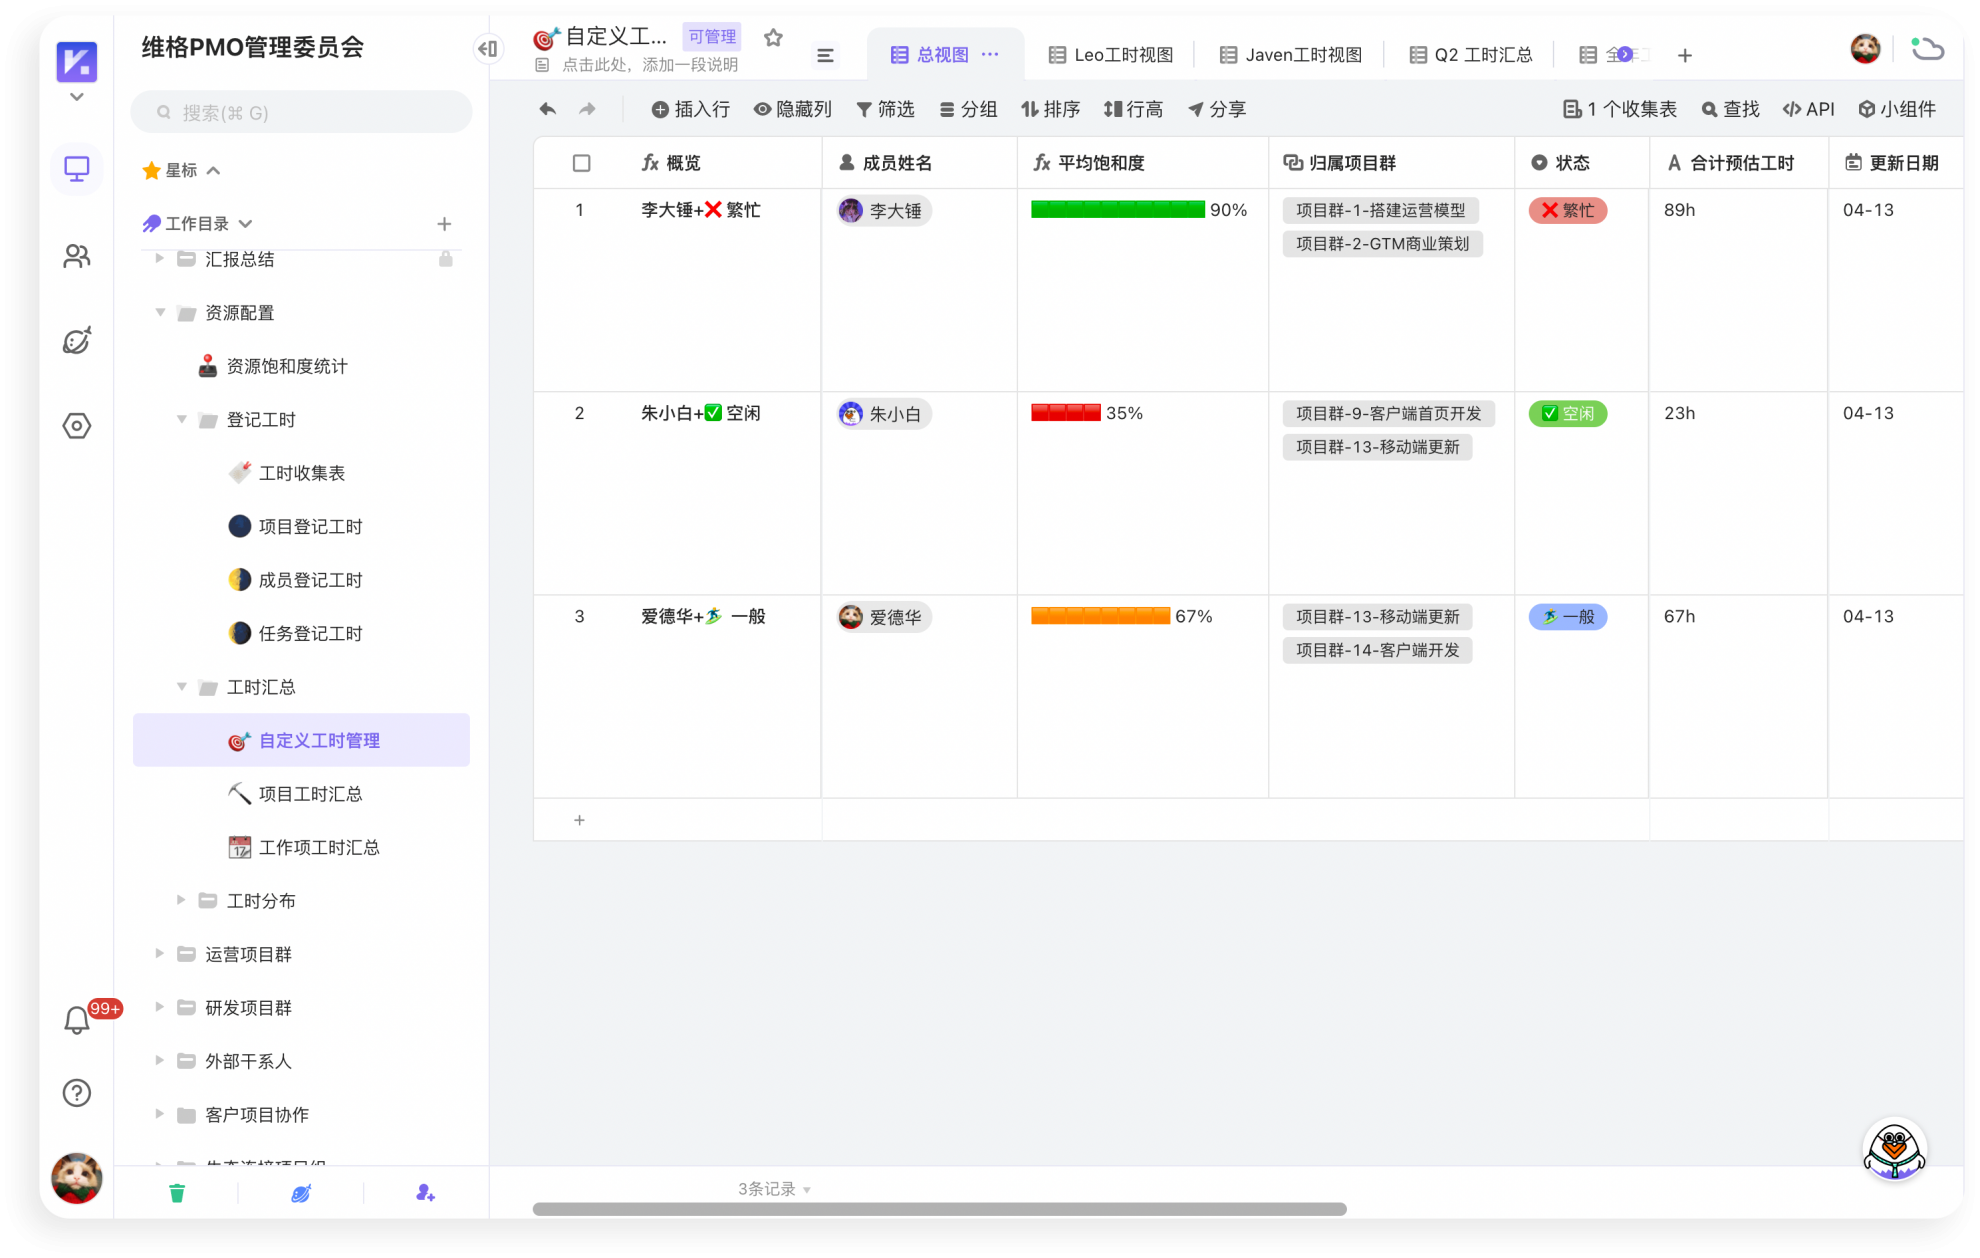 维格PMO管理委员会
搜索(⌘ G)
星标
工作目录
汇报总结
资源配置
资源饱和度统计
登记工时
工时收集表
项目登记工时
成员登记工时
任务登记工时
工时汇总
自定义工时管理
项目工时汇总
17
工作项工时汇总
工时分布
运营项目群
研发项目群
外部干系人
客户项目协作
99+
自定义工... 可管理
点击此处，添加一段说明
总视图 ··· Leo工时视图 Javen工时视图 Q2 工时汇总
插入行 隐藏列 筛选 分组 排序 行高 分享 1 个收集表 查找 API 小组件
fx 概览 成员姓名 fx 平均饱和度 归属项目群 状态 A 合计预估工时 更新日期
1 李大锤+❌ 繁忙 李大锤 90% 项目群-1-搭建运营模型 ❌ 繁忙 89h 04-13
项目群-2-GTM商业策划
2 朱小白+✅ 空闲 朱小白 35% 项目群-9-客户端首页开发 ✅ 空闲 23h 04-13
项目群-13-移动端更新
3 爱德华+🏄 一般 爱德华 67% 项目群-13-移动端更新 🏄 一般 67h 04-13
项目群-14-客户端开发
3条记录